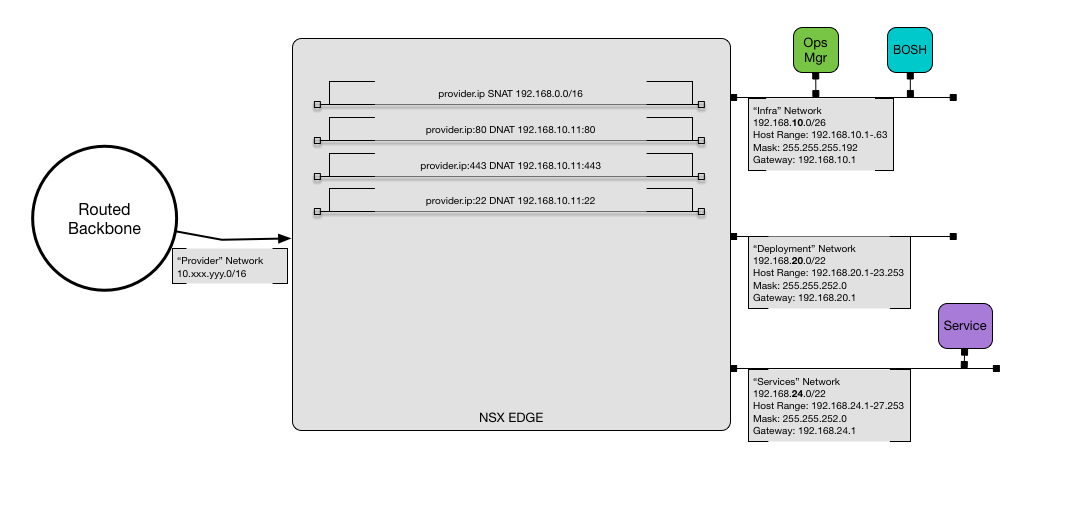 Routed
Backbone
“Provider” Network
10.xxx.yyy.0/16
provider.ip SNAT 192.168.0.0/16
provider.ip:80 DNAT 192.168.10.11:80
provider.ip:443 DNAT 192.168.10.11:443
provider.ip:22 DNAT 192.168.10.11:22
NSX EDGE
Ops
Mgr
BOSH
“Infra” Network
192.168.10.0/26
Host Range: 192.168.10.1-.63
Mask: 255.255.255.192
Gateway: 192.168.10.1
“Deployment” Network
192.168.20.0/22
Host Range: 192.168.20.1-23.253
Mask: 255.255.252.0
Gateway: 192.168.20.1
Service
“Services” Network
192.168.24.0/22
Host Range: 192.168.24.1-27.253
Mask: 255.255.252.0
Gateway: 192.168.24.1